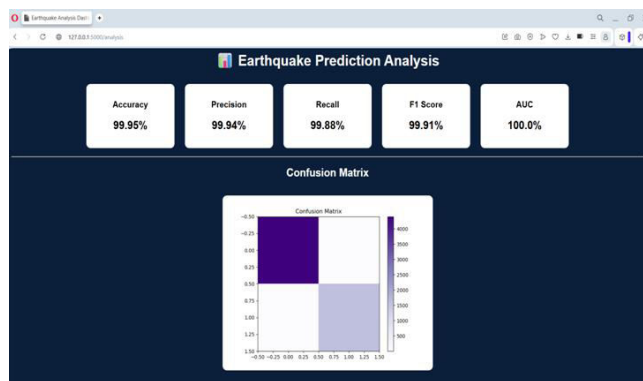 Earthquake Analysis Dash
127.0.0.1:5000/analysis
Earthquake Prediction Analysis
Accuracy Precision Recall F1 Score AUC
99.95% 99.94% 99.88% 99.91% 100.0%
Confusion Matrix
Confusion Matrix
−0.50
−0.25
0.00
0.25
0.50
0.75
1.00
1.25
1.50
−0.50 −0.25 0.00 0.25 0.50 0.75 1.00 1.25 1.50
4000
3500
3000
2500
2000
1500
1000
500